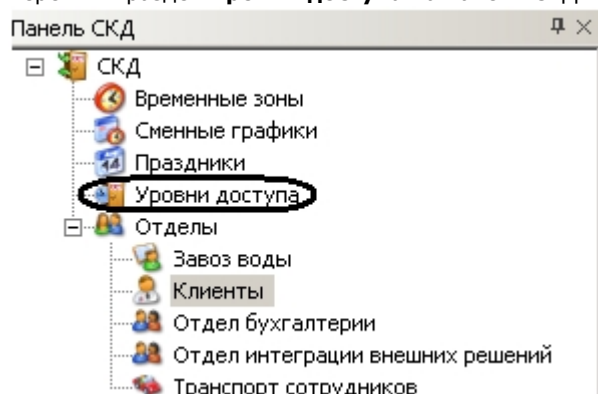 Панель СКД
СКД
Временные зоны
Сменные графики
Праздники
Уровни доступа
Отделы
Завоз воды
Клиенты
Отдел бухгалтерии
Отдел интеграции внешних решений
Транспорт сотрудников